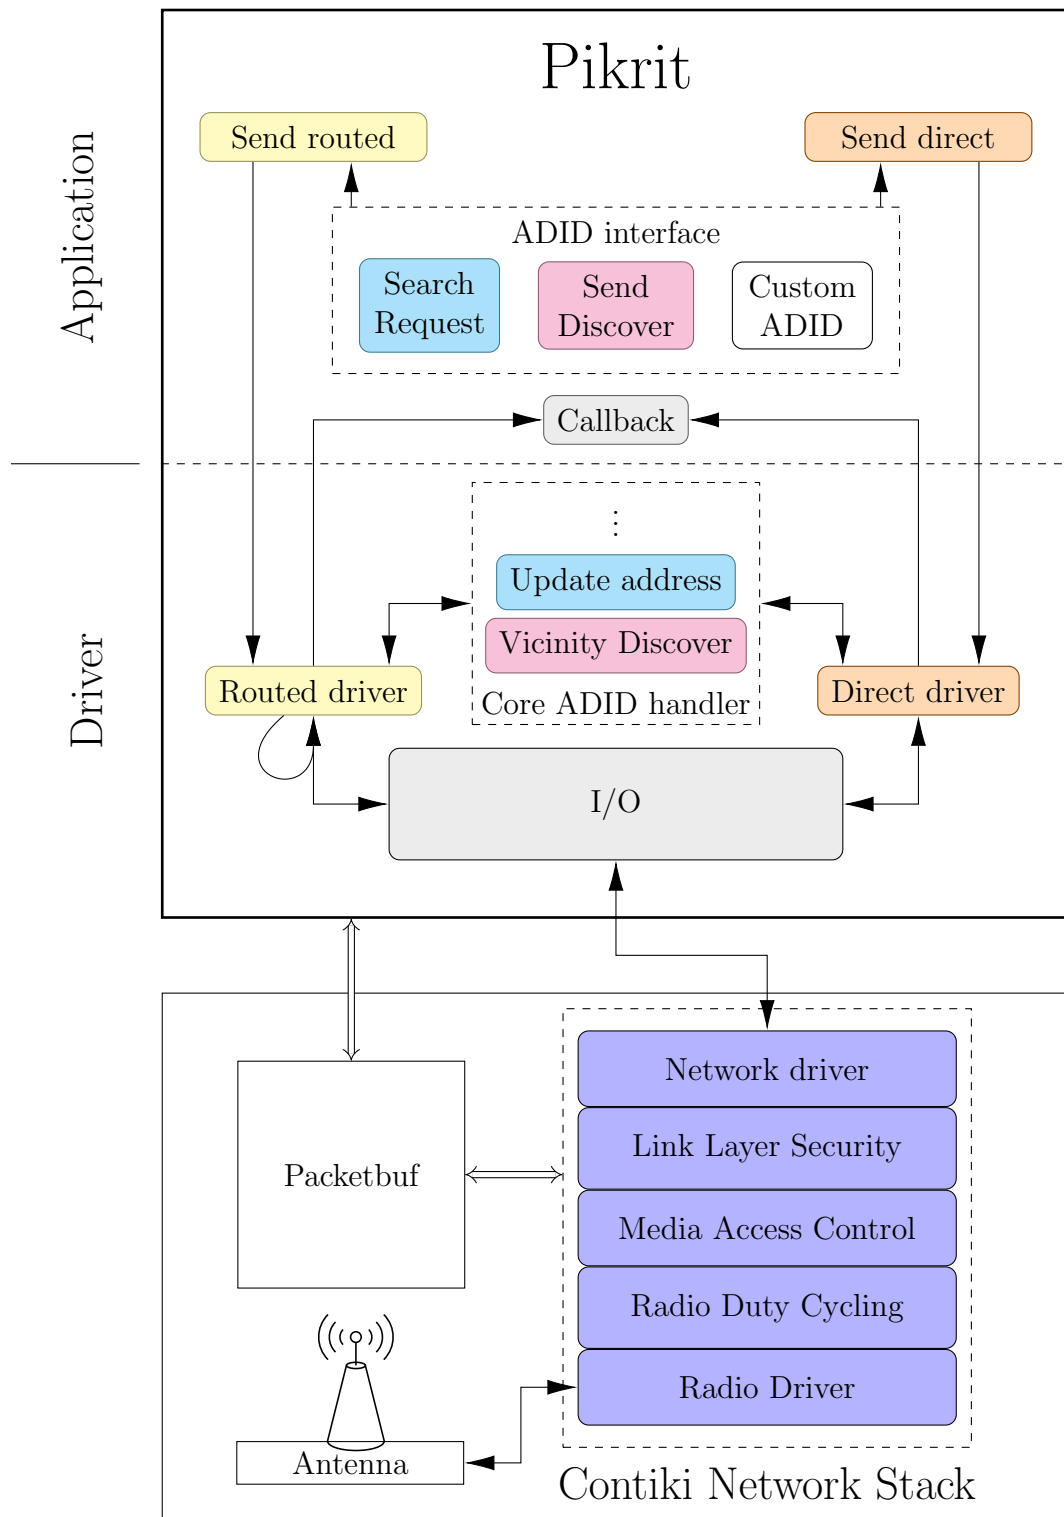 Pikrit
Application
Send routed
Send direct
ADID interface
Search
Request
Send
Discover
Custom
ADID
Callback
Driver
⋮
Update address
Vicinity Discover
Core ADID handler
Routed driver
Direct driver
I/O
Packetbuf
Network driver
Link Layer Security
Media Access Control
Radio Duty Cycling
Radio Driver
Antenna
Contiki Network Stack